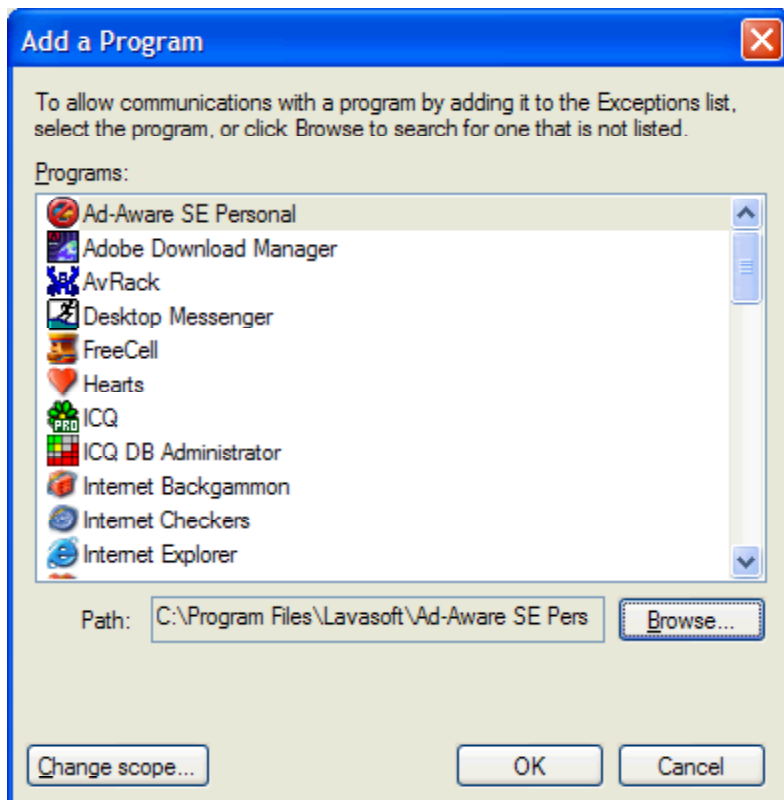 Add a Program
To allow communications with a program by adding it to the Exceptions list,
select the program, or click Browse to search for one that is not listed.
Programs:
Ad-Aware SE Personal
Adobe Download Manager
AvRack
Desktop Messenger
FreeCell
Hearts
PRO ICQ
ICQ DB Administrator
Internet Backgammon
Internet Checkers
Internet Explorer
Path: C:\Program Files\Lavasoft\Ad-Aware SE Pers Browse...
Change scope... OK Cancel